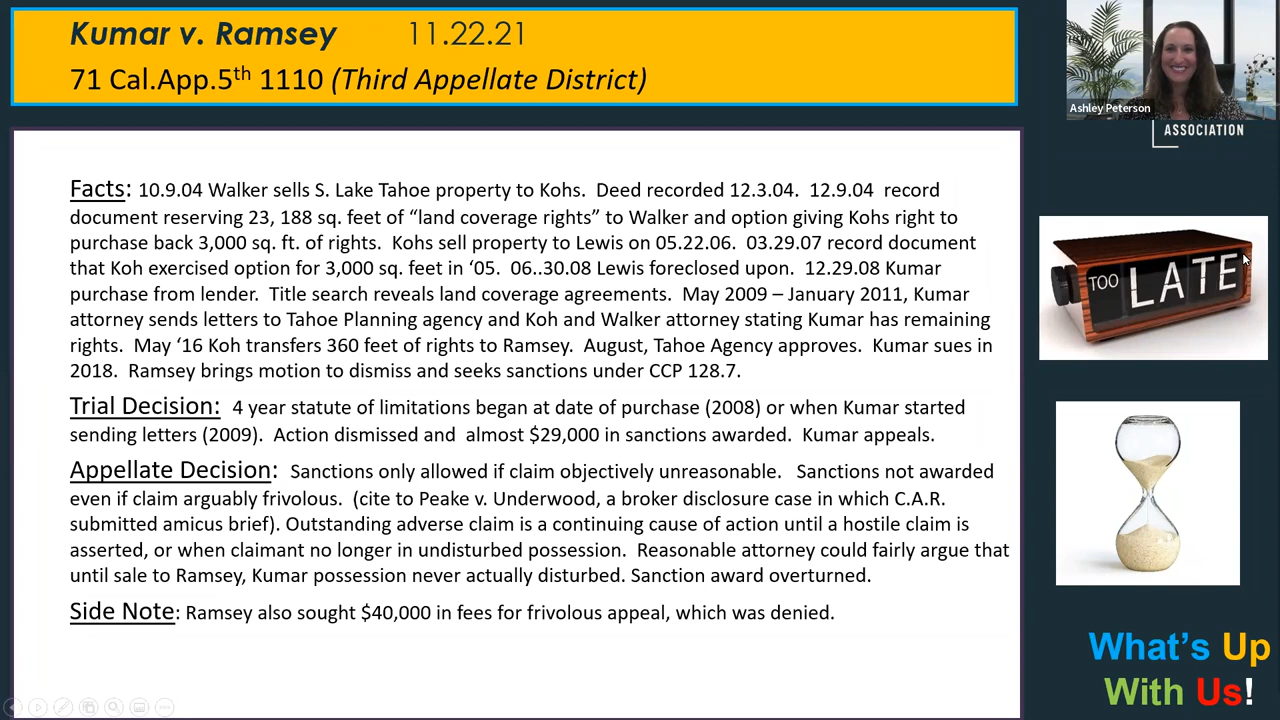 Kumar v. Ramsey 11.22.21
71 Cal.App.5th 1110 (Third Appellate District)
Facts: 10.9.04 Walker sells S. Lake Tahoe property to Kohs. Deed recorded 12.3.04. 12.9.04 record
document reserving 23, 188 sq. feet of “land coverage rights” to Walker and option giving Kohs right to
purchase back 3,000 sq. ft. of rights. Kohs sell property to Lewis on 05.22.06. 03.29.07 record document
that Koh exercised option for 3,000 sq. feet in ‘05. 06..30.08 Lewis foreclosed upon. 12.29.08 Kumar
purchase from lender. Title search reveals land coverage agreements. May 2009 – January 2011, Kumar
attorney sends letters to Tahoe Planning agency and Koh and Walker attorney stating Kumar has remaining
rights. May ‘16 Koh transfers 360 feet of rights to Ramsey. August, Tahoe Agency approves. Kumar sues in
2018. Ramsey brings motion to dismiss and seeks sanctions under CCP 128.7.
Trial Decision: 4 year statute of limitations began at date of purchase (2008) or when Kumar started
sending letters (2009). Action dismissed and almost $29,000 in sanctions awarded. Kumar appeals.
Appellate Decision: Sanctions only allowed if claim objectively unreasonable. Sanctions not awarded
even if claim arguably frivolous. (cite to Peake v. Underwood, a broker disclosure case in which C.A.R.
submitted amicus brief). Outstanding adverse claim is a continuing cause of action until a hostile claim is
asserted, or when claimant no longer in undisturbed possession. Reasonable attorney could fairly argue that
until sale to Ramsey, Kumar possession never actually disturbed. Sanction award overturned.
Side Note: Ramsey also sought $40,000 in fees for frivolous appeal, which was denied.
Ashley Peterson
ASSOCIATION
TOO LATE
What’s Up
With Us!